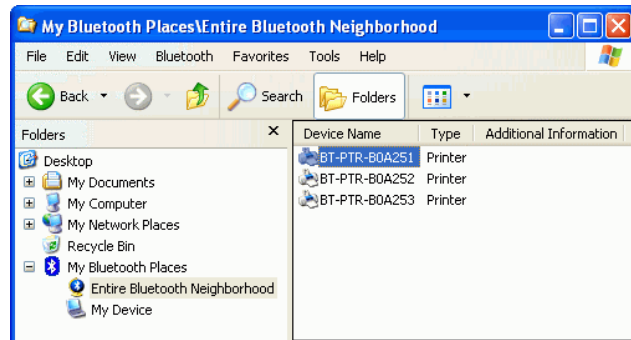 My Bluetooth Places\Entire Bluetooth Neighborhood
File Edit View Bluetooth Favorites Tools Help
Back Search Folders
Folders x Device Name Type Additional Information
Desktop BT-PTR-B0A251 Printer
My Documents BT-PTR-B0A252 Printer
My Computer BT-PTR-B0A253 Printer
My Network Places
Recycle Bin
My Bluetooth Places
Entire Bluetooth Neighborhood
My Device